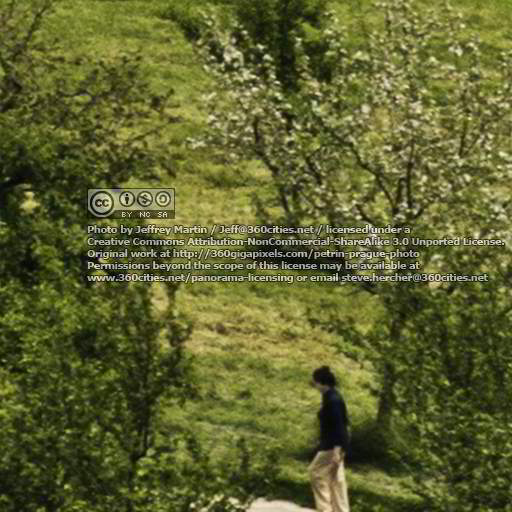 cc BY NC SA
Photo by Jeffrey Martin / Jeff@360cities.net / licensed under a
Creative Commons Attribution-NonCommercial-ShareAlike 3.0 Unported License.
Original work at http://360gigapixels.com/petrin-prague-photo
Permissions beyond the scope of this license may be available at
www.360cities.net/panorama-licensing or email steve.hercher@360cities.net